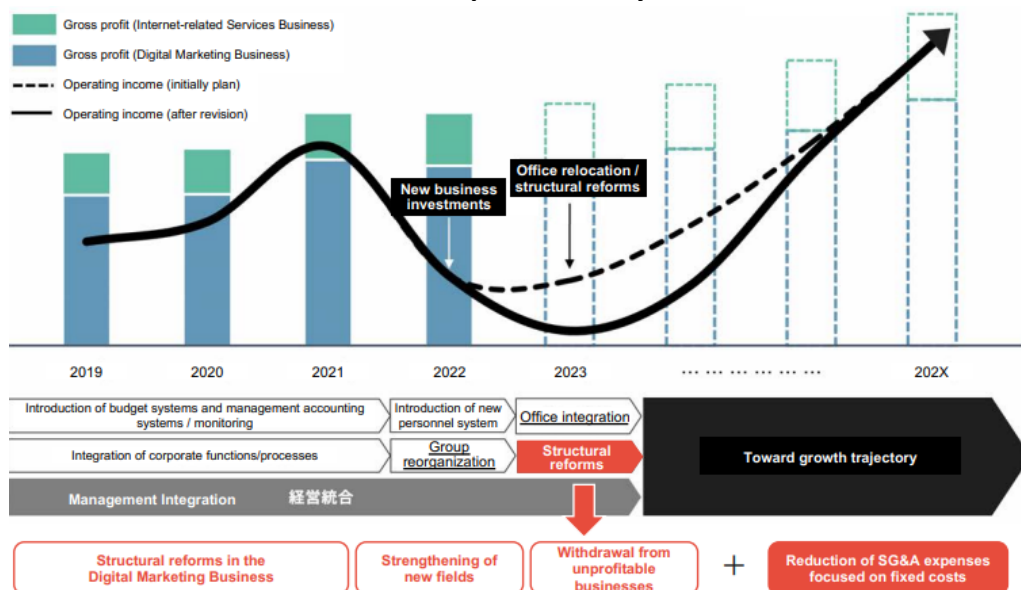 Gross profit (Internet-related Services Business)
Gross profit (Digital Marketing Business)
Operating income (initially plan)
Operating income (after revision)
New business
investments
Office relocation /
structural reforms
2019
2020
2021
2022
2023
... ... ... ... ... ...
202X
Introduction of budget systems and management accounting
systems / monitoring
Introduction of new
personnel system
Office integration
Integration of corporate functions/processes
Group
reorganization
Structural
reforms
Toward growth trajectory
Management Integration 経営統合
Structural reforms in the
Digital Marketing Business
Strengthening of
new fields
Withdrawal from
unprofitable
businesses
+
Reduction of SG&A expenses
focused on fixed costs